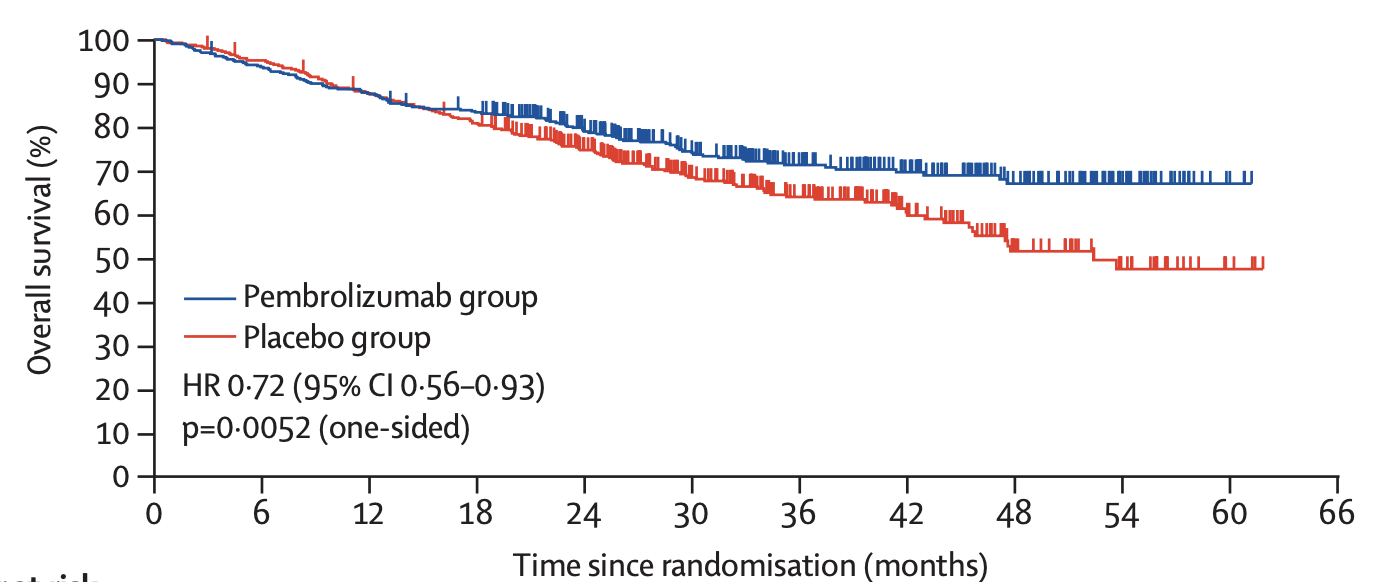 100
90
80
70
60
50
40
30
20
10
0
Overall survival (%)
Pembrolizumab group
Placebo group
HR 0·72 (95% CI 0·56–0·93)
p=0·0052 (one-sided)
0 6 12 18 24 30 36 42 48 54 60 66
Time since randomisation (months)